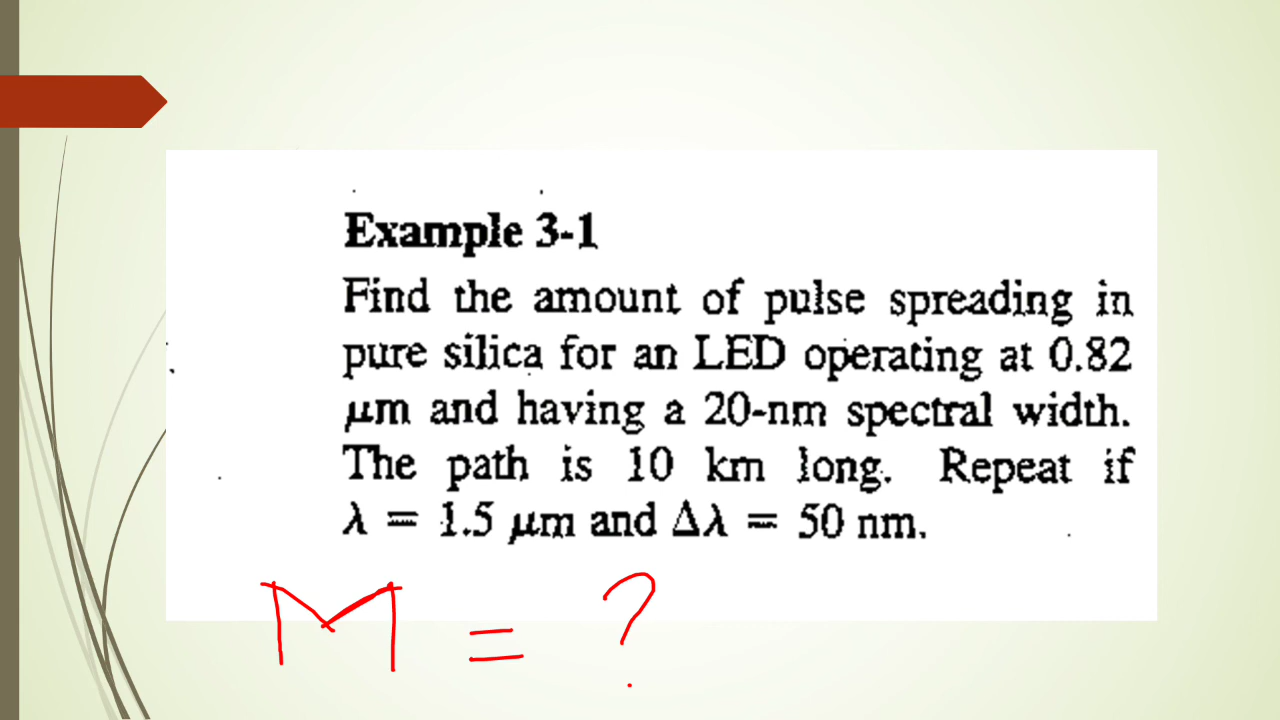 Example 3-1
Find the amount of pulse spreading in
pure silica for an LED operating at 0.82
μm and having a 20-nm spectral width.
The path is 10 km long. Repeat if
λ = 1.5 μm and Δλ = 50 nm.
M = ?